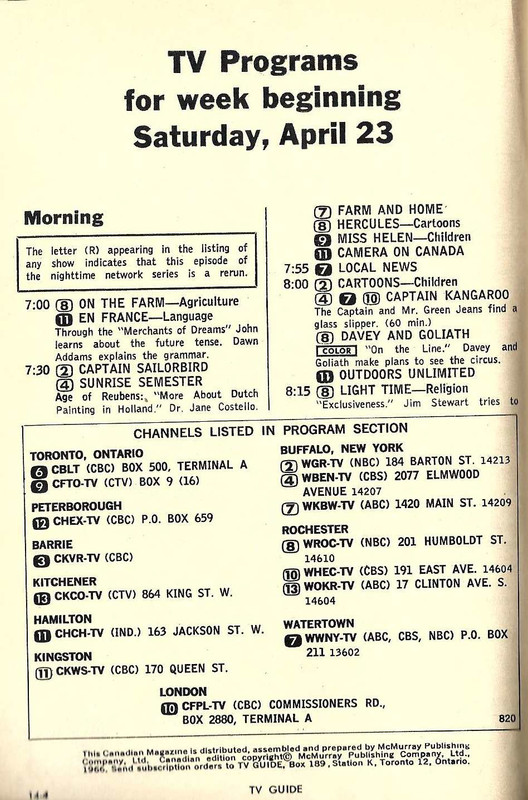 TV Programs
for week beginning
Saturday, April 23
Morning
The letter (R) appearing in the listing of
any show indicates that this episode of
the nighttime network series is a rerun.
7:00 8 ON THE FARM—Agriculture
11 EN FRANCE—Language
Through the "Merchants of Dreams" John
learns about the future tense. Dawn
Addams explains the grammar.
7:30 2 CAPTAIN SAILORBIRD
4 SUNRISE SEMESTER
Age of Reubens: "More About Dutch
Painting in Holland." Dr. Jane Costello.
7 FARM AND HOME
8 HERCULES—Cartoons
9 MISS HELEN—Children
11 CAMERA ON CANADA
7:55 7 LOCAL NEWS
8:00 2 CARTOONS—Children
4 7 10 CAPTAIN KANGAROO
The Captain and Mr. Green Jeans find a
glass slipper. (60 min.)
8 DAVEY AND GOLIATH
COLOR "On the Line." Davey and
Goliath make plans to see the circus.
11 OUTDOORS UNLIMITED
8:15 8 LIGHT TIME—Religion
"Exclusiveness." Jim Stewart tries to
CHANNELS LISTED IN PROGRAM SECTION
TORONTO, ONTARIO
6 CBLT (CBC) BOX 500, TERMINAL A
9 CFTO-TV (CTV) BOX 9 (16)
PETERBOROUGH
12 CHEX-TV (CBC) P.O. BOX 659
BARRIE
3 CKVR-TV (CBC)
KITCHENER
13 CKCO-TV (CTV) 864 KING ST. W.
HAMILTON
11 CHCH-TV (IND.) 163 JACKSON ST. W.
KINGSTON
11 CKWS-TV (CBC) 170 QUEEN ST.
BUFFALO, NEW YORK
2 WGR-TV (NBC) 184 BARTON ST. 14213
4 WBEN-TV (CBS) 2077 ELMWOOD
AVENUE 14207
7 WKBW-TV (ABC) 1420 MAIN ST. 14209
ROCHESTER
8 WROC-TV (NBC) 201 HUMBOLDT ST.
14610
10 WHEC-TV (CBS) 191 EAST AVE. 14604
13 WOKR-TV (ABC) 17 CLINTON AVE. S.
14604
WATERTOWN
7 WWNY-TV (ABC, CBS, NBC) P.O. BOX
211 13602
LONDON
10 CFPL-TV (CBC) COMMISSIONERS RD.,
BOX 2880, TERMINAL A
820
This Canadian Magazine is distributed, assembled and prepared by McMurray Publishing
Company, Ltd. Canadian edition copyright© McMurray Publishing Company, Ltd.,
1966. Send subscription orders to TV GUIDE, Box 189, Station K, Toronto 12, Ontario.
TV GUIDE